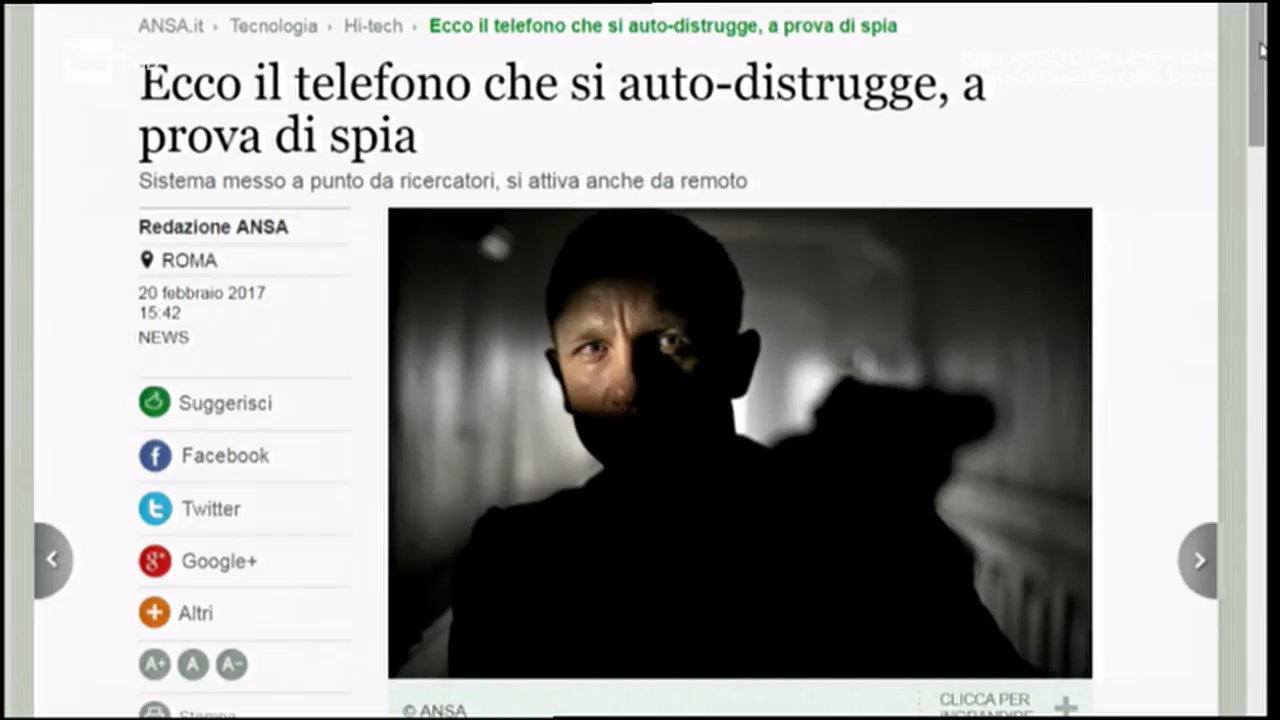 ANSA.it › Tecnologia › Hi-tech › Ecco il telefono che si auto-distrugge, a prova di spia
Ecco il telefono che si auto-distrugge, a
prova di spia
Sistema messo a punto da ricercatori, si attiva anche da remoto
Redazione ANSA
ROMA
20 febbraio 2017
15:42
NEWS
Suggerisci
Facebook
Twitter
Google+
Altri
A+ A A-
Stampa
© ANSA
CLICCA PER
INGRANDIRE